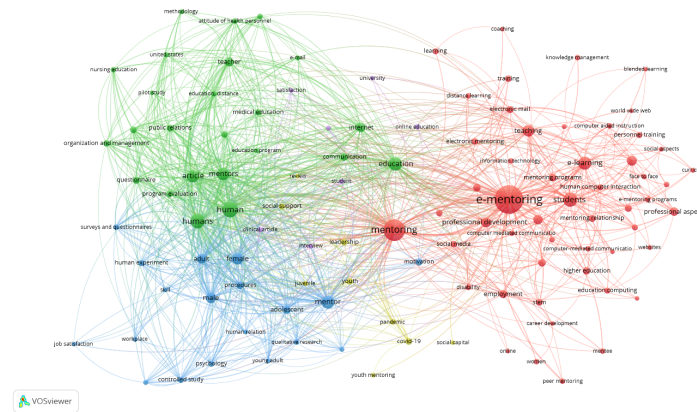 methodology
attitude of health personnel
coaching
learning
united states
teacher
e-mail
knowledge management
nursing education
university
training
blended learning
pilot study
education, distance
satisfaction
distance learning
electronic mail
world wide web
medical education
public relations
internet
online education
teaching
computer aided instruction
personnel training
organization and management
education program
electronic mentoring
social aspects
communication
information technology
education
e-learning
article
mentors
review
face to face
questionnaire
student
mentoring programs
human computer interaction
program evaluation
e-mentoring
students
e-mentoring programs
social support
human
professional aspe
surveys and questionnaires
humans
clinical article
mentoring
professional development
mentoring relationship
computer mediated communicatio
interview
leadership
social media
computer-mediated communicatio
websites
human experiment
adult
female
motivation
higher education
skill
procedures
juvenile
youth
disability
employment
education computing
male
mentor
stem
adolescent
pandemic
career development
human relation
job satisfaction
workplace
qualitative research
covid-19
social capital
online
mentee
psychology
young adult
women
controlled study
youth mentoring
peer mentoring
VOSviewer